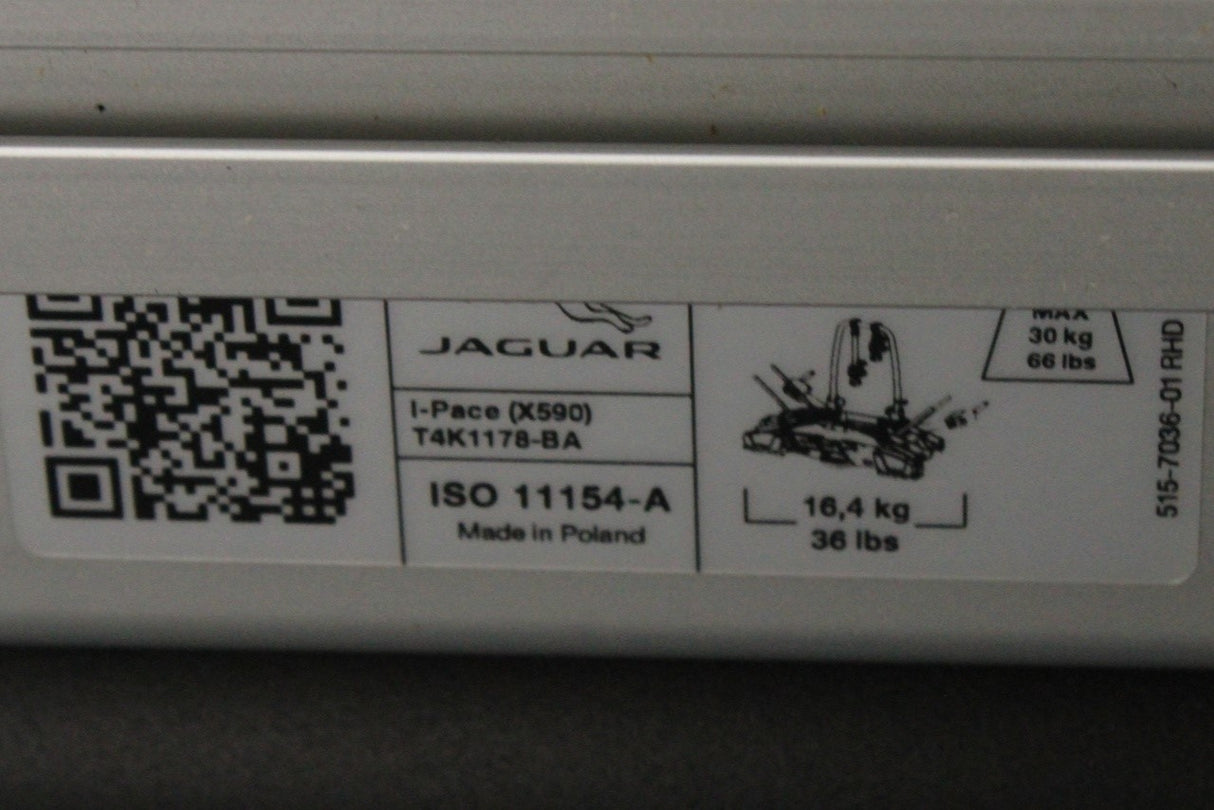 JAGUAR
I-Pace (X590)
T4K1178-BA
ISO 11154-A
Made in Poland
16,4 kg
36 lbs
MAX
30 kg
66 lbs
515-7036-01 RHD